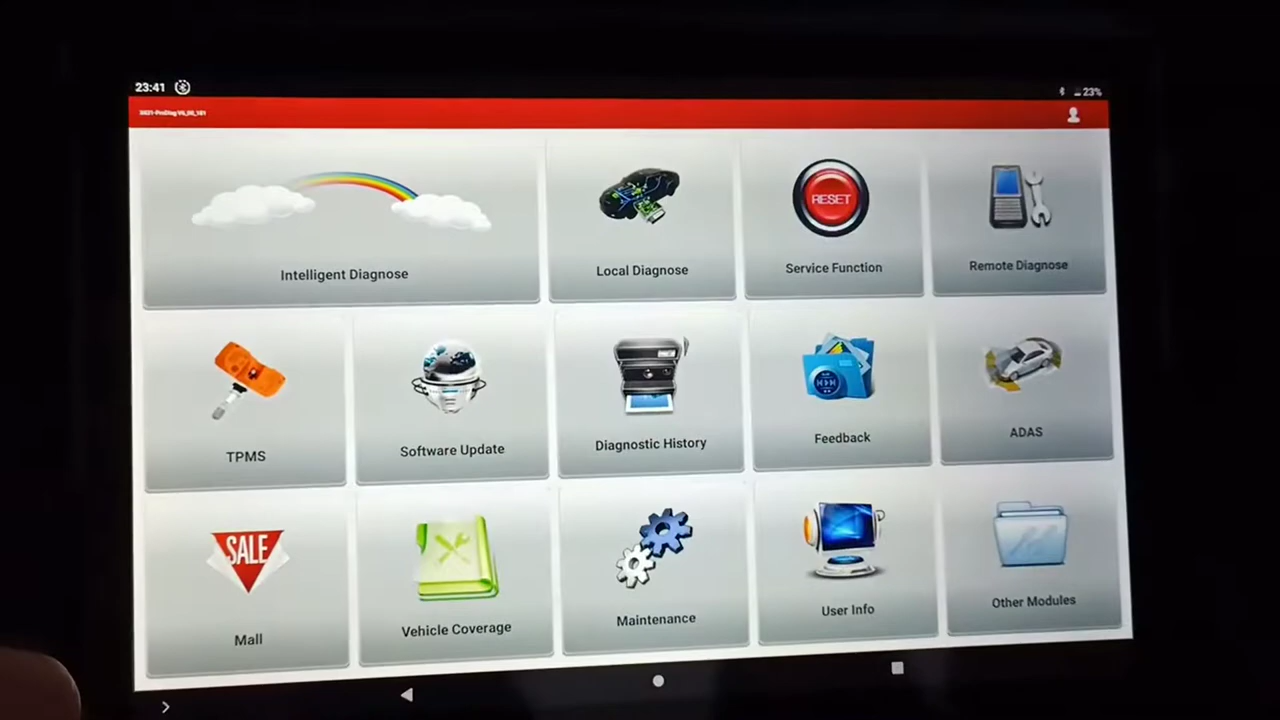 23:41
23%
Intelligent Diagnose
Local Diagnose
RESET
Service Function
Remote Diagnose
TPMS
Software Update
Diagnostic History
Feedback
ADAS
SALE
Mall
Vehicle Coverage
Maintenance
User Info
Other Modules